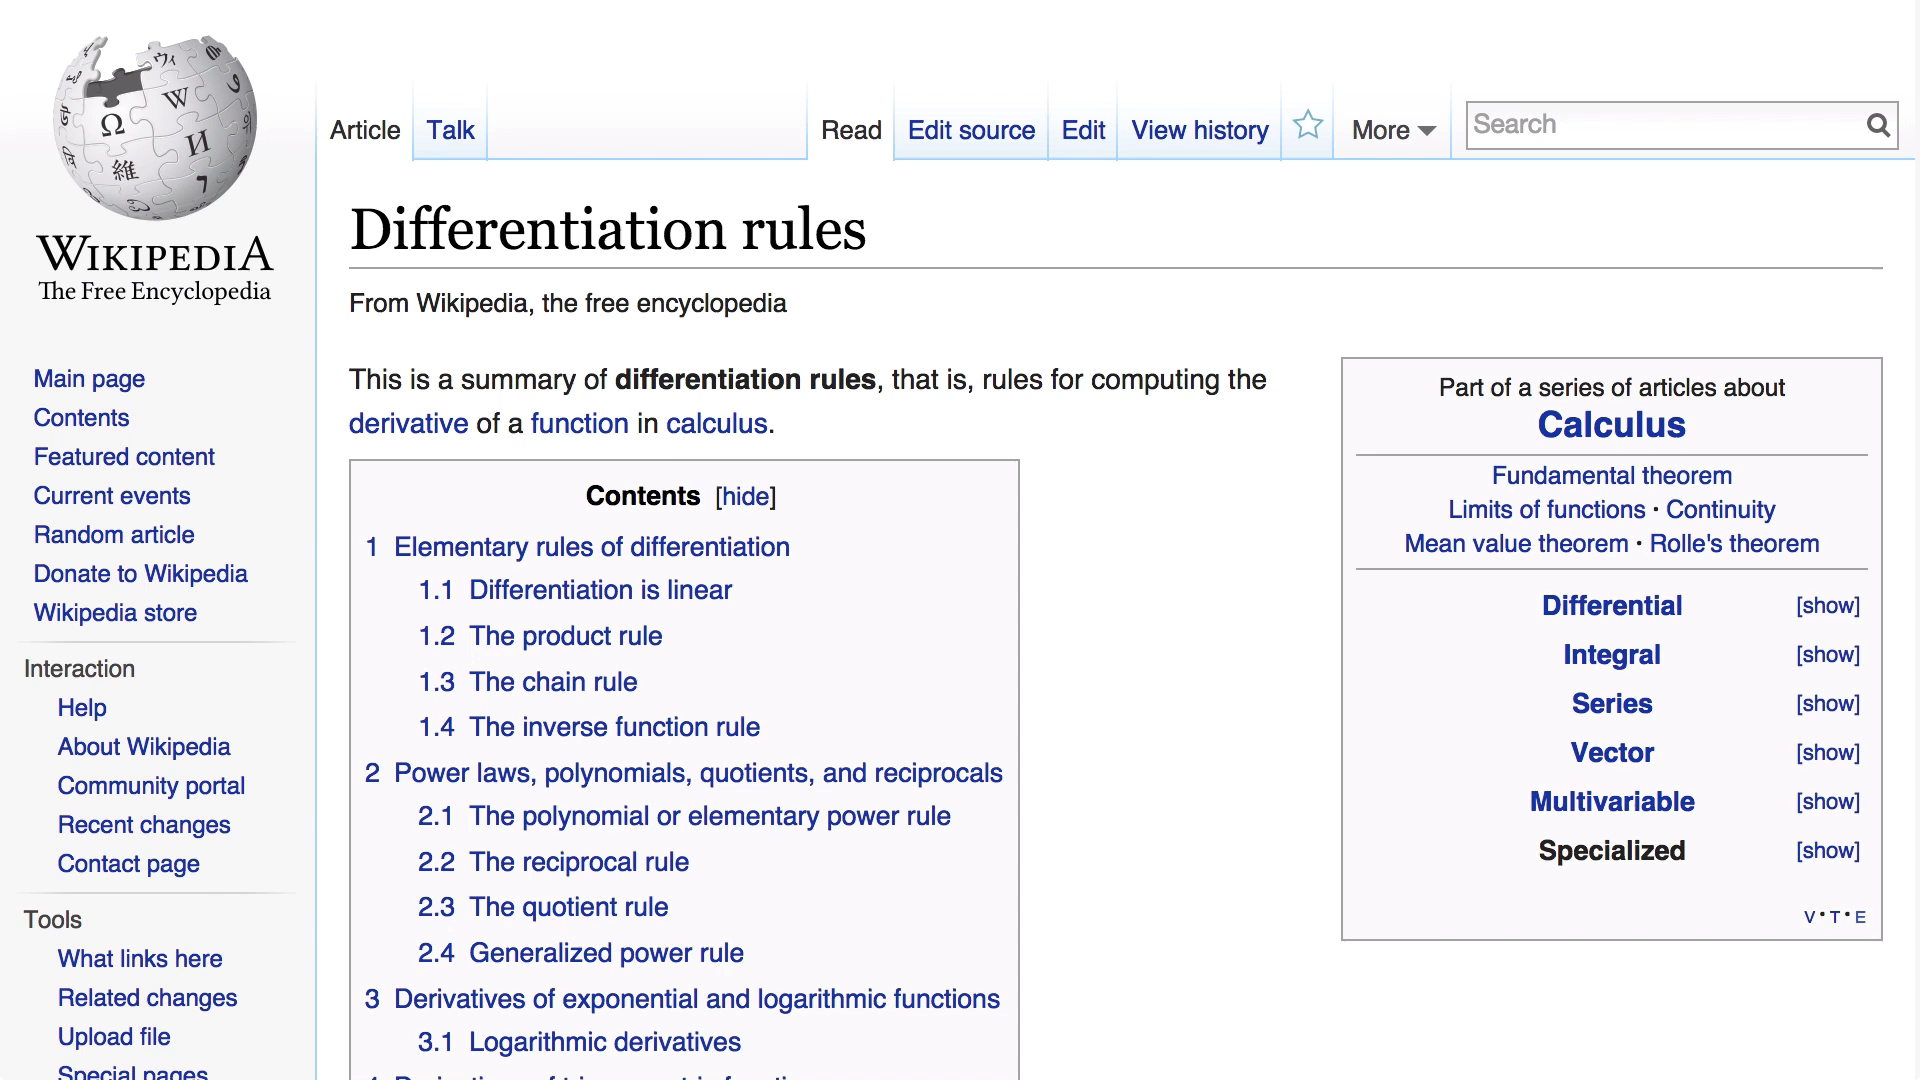 WIKIPEDIA
The Free Encyclopedia
Main page
Contents
Featured content
Current events
Random article
Donate to Wikipedia
Wikipedia store
Interaction
Help
About Wikipedia
Community portal
Recent changes
Contact page
Tools
What links here
Related changes
Upload file
Special pages
Article Talk Read Edit source Edit View history More Search
Differentiation rules
From Wikipedia, the free encyclopedia
This is a summary of differentiation rules, that is, rules for computing the
derivative of a function in calculus.
Contents [hide]
1 Elementary rules of differentiation
1.1 Differentiation is linear
1.2 The product rule
1.3 The chain rule
1.4 The inverse function rule
2 Power laws, polynomials, quotients, and reciprocals
2.1 The polynomial or elementary power rule
2.2 The reciprocal rule
2.3 The quotient rule
2.4 Generalized power rule
3 Derivatives of exponential and logarithmic functions
3.1 Logarithmic derivatives
Part of a series of articles about
Calculus
Fundamental theorem
Limits of functions · Continuity
Mean value theorem · Rolle's theorem
Differential [show]
Integral [show]
Series [show]
Vector [show]
Multivariable [show]
Specialized [show]
V · T · E